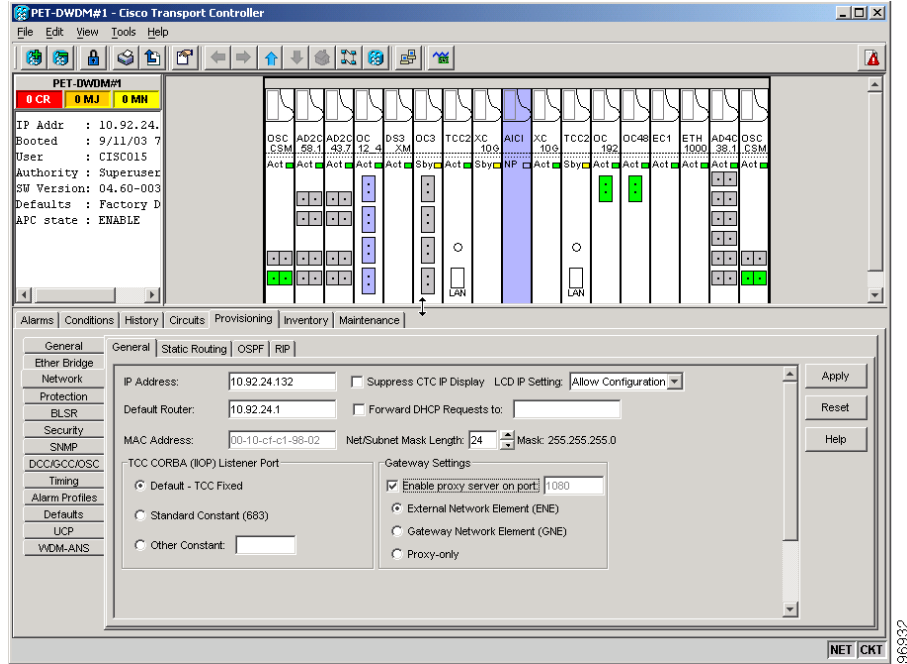 PET-DWDM#1 - Cisco Transport Controller
File Edit View Tools Help
PET-DWDM#1
0 CR 0 MJ 0 MN
IP Addr : 10.92.24.
Booted : 9/11/03 7
User : CISCO15
Authority : Superuser
SW Version: 04.60-003
Defaults : Factory D
APC state : ENABLE
OSC AD2C AD2C OC DS3 OC3 TCC2 XC AICI XC TCC2 OC OC48 EC1 ETH AD4C OSC
CSM 58.1 43.7 12_4 XM 10G 10G 192 1000 38.1 CSM
Act Act Act Act Act Sby Act Sby NP Act Sby Act Act Act Act Act Act
LAN LAN
Alarms Conditions History Circuits Provisioning Inventory Maintenance
General
Ether Bridge
Network
Protection
BLSR
Security
SNMP
DCC/GCC/OSC
Timing
Alarm Profiles
Defaults
UCP
WDM-ANS
General Static Routing OSPF RIP
IP Address: 10.92.24.132 Suppress CTC IP Display LCD IP Setting: Allow Configuration
Default Router: 10.92.24.1 Forward DHCP Requests to:
MAC Address: 00-10-cf-c1-98-02 Net/Subnet Mask Length: 24 Mask: 255.255.255.0
TCC CORBA (IIOP) Listener Port
Default - TCC Fixed
Standard Constant (683)
Other Constant:
Gateway Settings
Enable proxy server on port: 1080
External Network Element (ENE)
Gateway Network Element (GNE)
Proxy-only
Apply
Reset
Help
NET CKT
96932